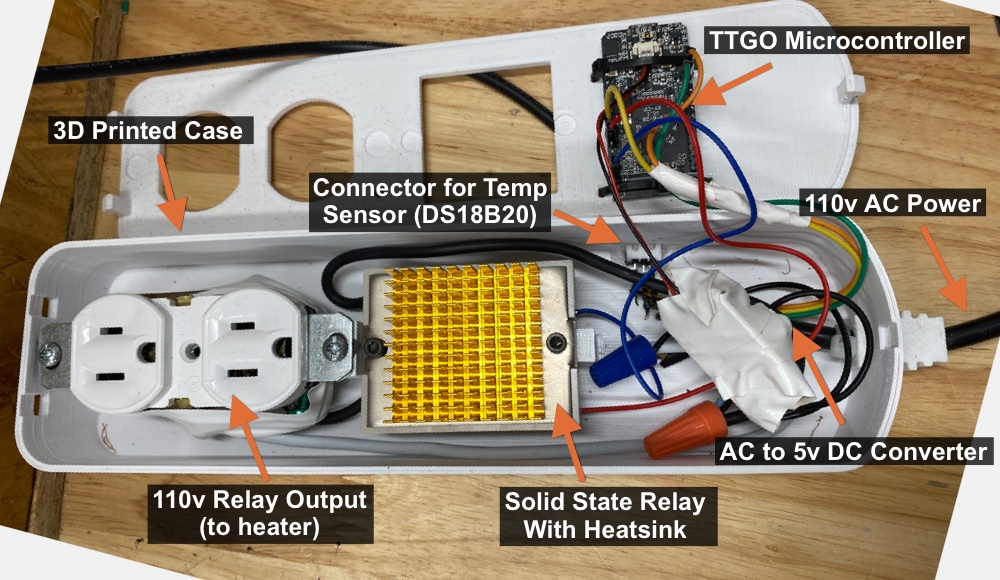 TTGO Microcontroller
3D Printed Case
Connector for Temp
Sensor (DS18B20)
110v AC Power
AC to 5v DC Converter
110v Relay Output
(to heater)
Solid State Relay
With Heatsink